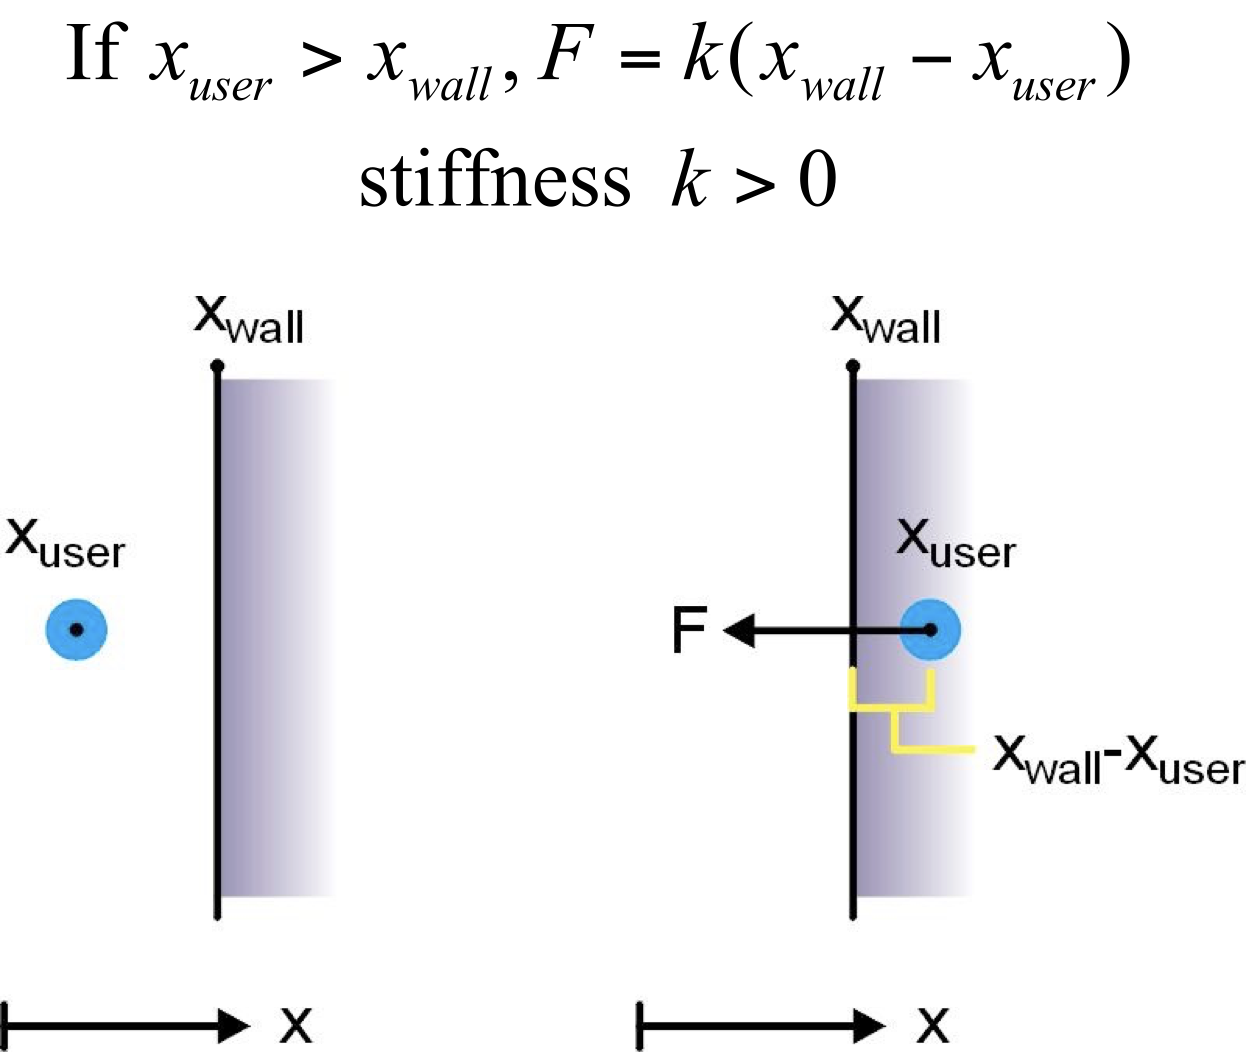 If x_user > x_wall, F = k(x_wall − x_user)
stiffness k > 0
x_wall
x_wall
x_user
x_user
F
x_wall-x_user
x
x